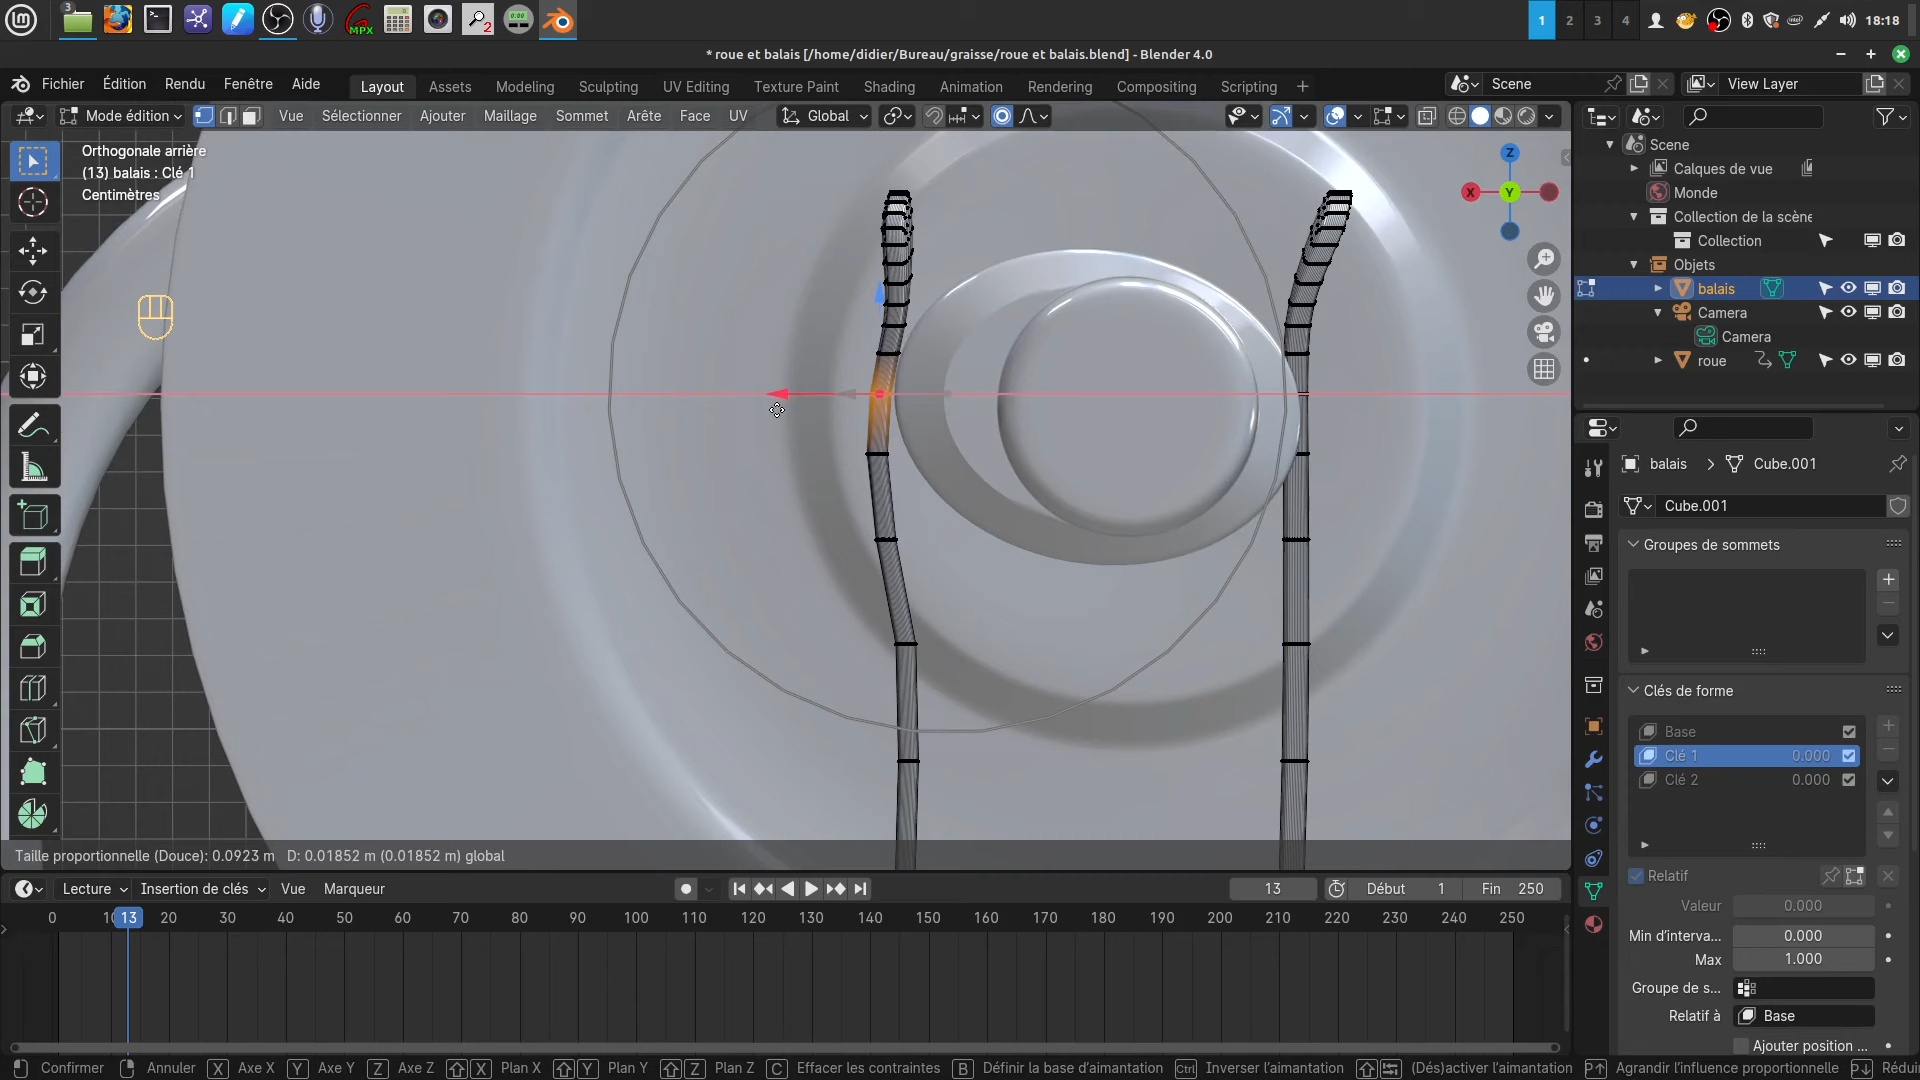 3
MPX
2
0:00
1
2
3
4
18:18
* roue et balais [/home/didier/Bureau/graisse/roue et balais.blend] - Blender 4.0
Fichier
Édition
Rendu
Fenêtre
Aide
Layout
Assets
Modeling
Sculpting
UV Editing
Texture Paint
Shading
Animation
Rendering
Compositing
Scripting
+
Scene
View Layer
Mode édition
Vue
Sélectionner
Ajouter
Maillage
Sommet
Arête
Face
UV
Global
Orthogonale arrière
(13) balais : Clé 1
Centimètres
Z
X
Y
Scene
Calques de vue
Monde
Collection de la scène
Collection
Objets
balais
Camera
Camera
roue
balais
Cube.001
Cube.001
Groupes de sommets
Clés de forme
Base
Clé 1 0.000
Clé 2 0.000
Relatif
Valeur 0.000
Min d'interva... 0.000
Max 1.000
Groupe de s...
Relatif à Base
Ajouter position ...
Taille proportionnelle (Douce): 0.0923 m D: 0.01852 m (0.01852 m) global
Lecture
Insertion de clés
Vue
Marqueur
13
Début 1
Fin 250
0 10 13 20 30 40 50 60 70 80 90 100 110 120 130 140 150 160 170 180 190 200 210 220 230 240 250
Confirmer Annuler X Axe X Y Axe Y Z Axe Z X Plan X Y Plan Y Z Plan Z C Effacer les contraintes B Définir la base d'aimantation Ctrl Inverser l'aimantation (Dés)activer l'aimantation P↑ Agrandir l'influence proportionnelle P↓ Rédui